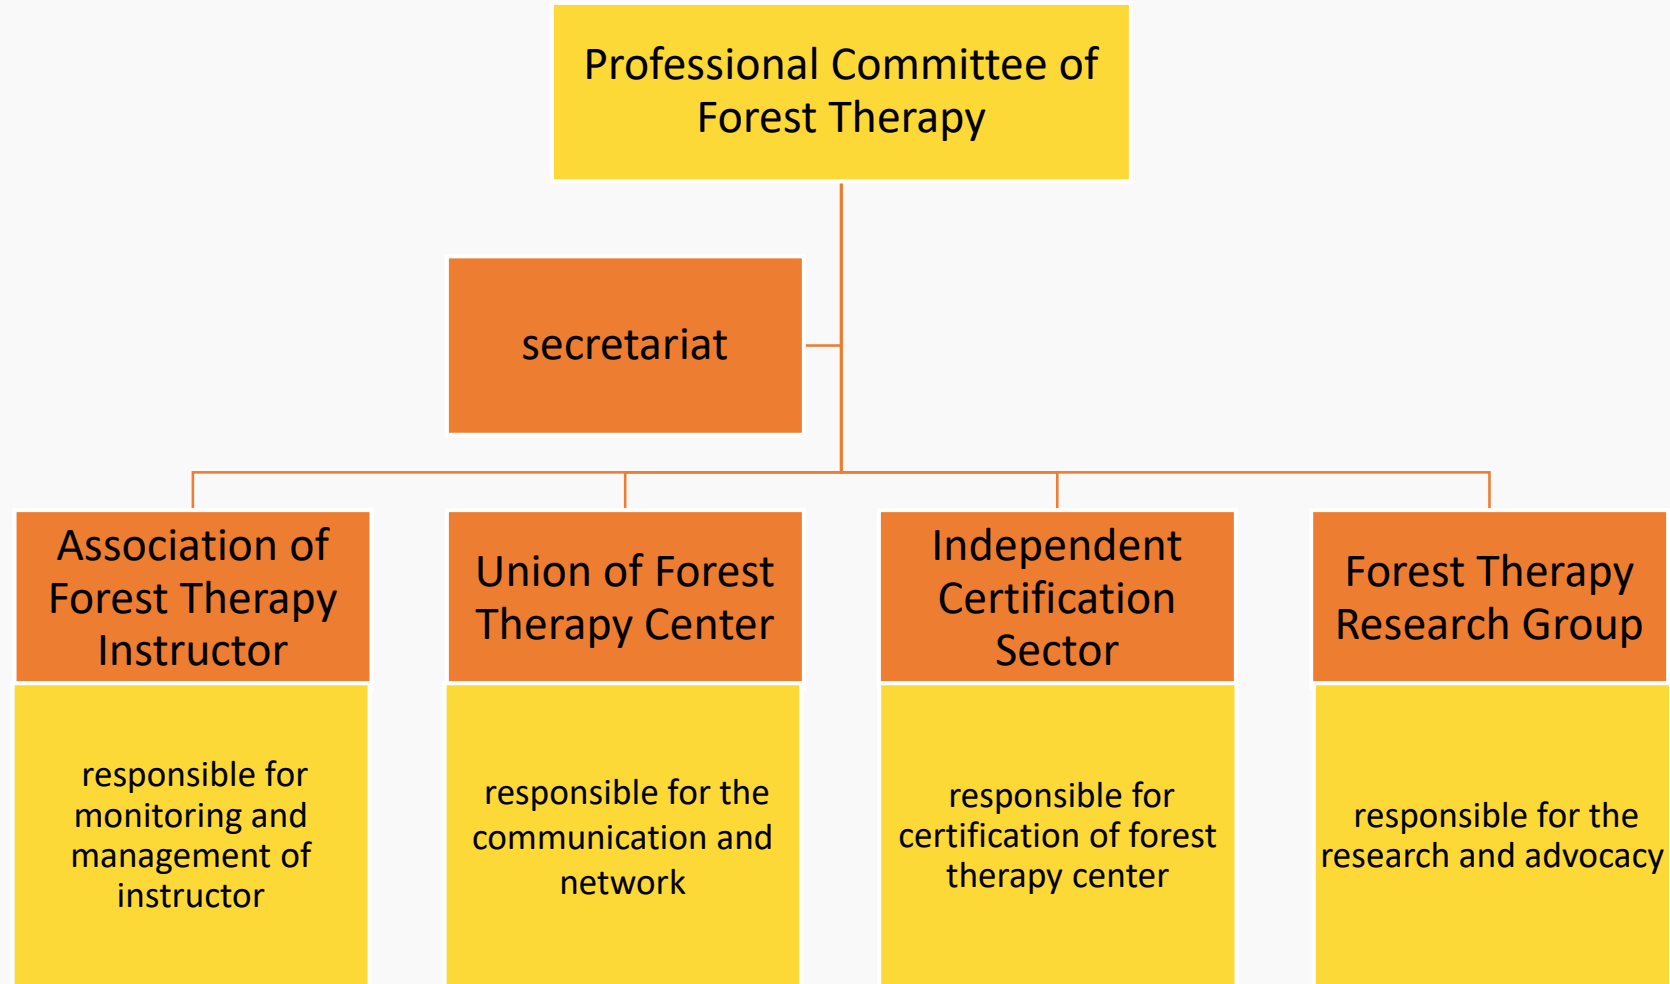 Professional Committee of
Forest Therapy
secretariat
Association of
Forest Therapy
Instructor
Union of Forest
Therapy Center
Independent
Certification
Sector
Forest Therapy
Research Group
responsible for
monitoring and
management of
instructor
responsible for the
communication and
network
responsible for
certification of forest
therapy center
responsible for the
research and advocacy